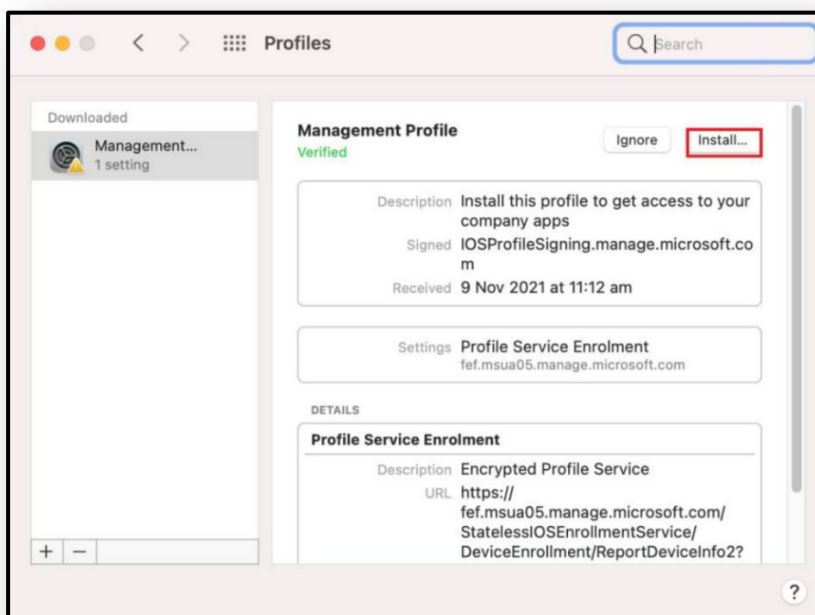 Profiles
Search
Downloaded
Management...
1 setting
Management Profile
Verified
Ignore
Install...
Description Install this profile to get access to your
company apps
Signed IOSProfileSigning.manage.microsoft.co
m
Received 9 Nov 2021 at 11:12 am
Settings Profile Service Enrolment
fef.msua05.manage.microsoft.com
DETAILS
Profile Service Enrolment
Description Encrypted Profile Service
URL https://
fef.msua05.manage.microsoft.com/
StatelessIOSEnrollmentService/
DeviceEnrollment/ReportDeviceInfo2?
+ −
?